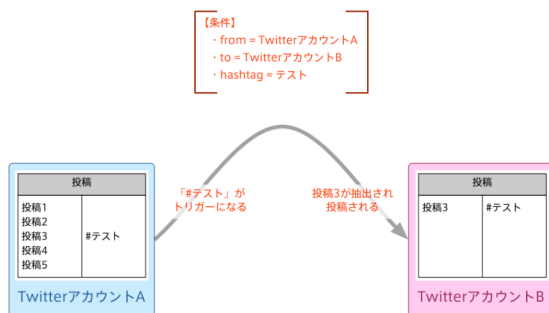 【条件】
・from = TwitterアカウントA
・to = TwitterアカウントB
・hashtag = テスト
「#テスト」が
トリガーになる
投稿3が抽出され
投稿される
投稿
投稿1
投稿2
投稿3
投稿4
投稿5
#テスト
TwitterアカウントA
投稿
投稿3
#テスト
TwitterアカウントB